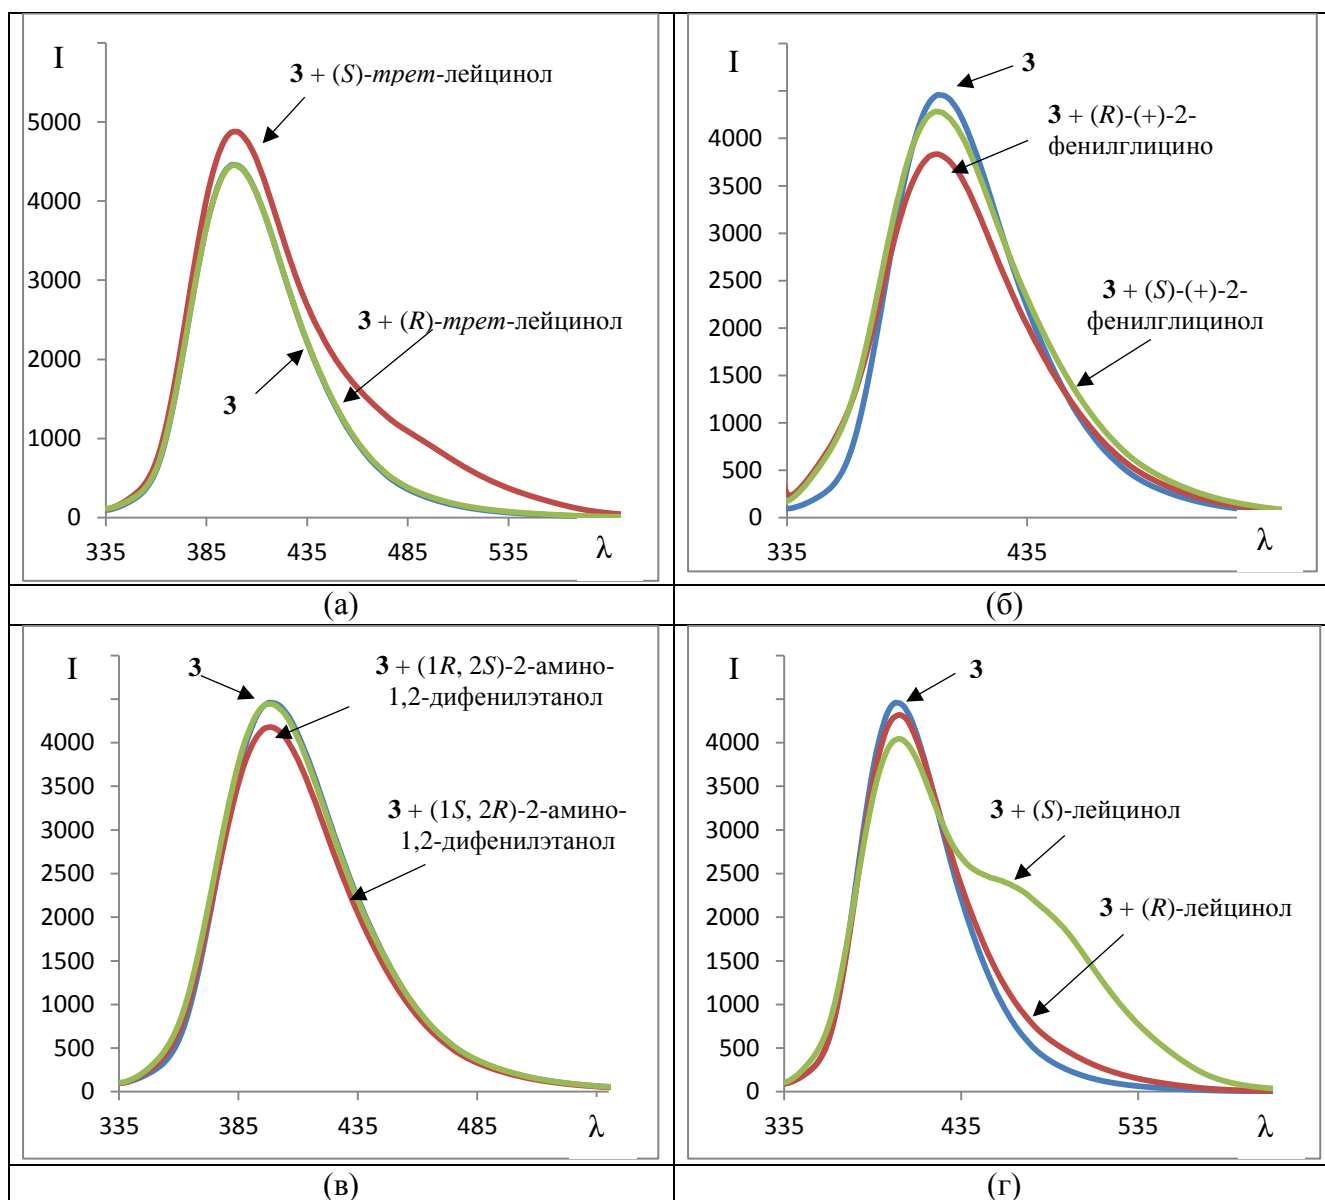 I
3 + (S)-трет-лейцинол
5000
4000
3 + (R)-трет-лейцинол
3000
2000
3
1000
0
335 385 435 485 535 λ
(а)
I
3
4000
3 + (R)-(+)-2-
фенилглицино
3500
3000
2500
3 + (S)-(+)-2-
фенилглицинол
2000
1500
1000
500
0
335 435 λ
(б)
I
3
3 + (1R, 2S)-2-амино-
1,2-дифенилэтанол
4000
3500
3000
3 + (1S, 2R)-2-амино-
1,2-дифенилэтанол
2500
2000
1500
1000
500
0
335 385 435 485 λ
(в)
I
3
4000
3500
3 + (S)-лейцинол
3000
2500
3 + (R)-лейцинол
2000
1500
1000
500
0
335 435 535 λ
(г)